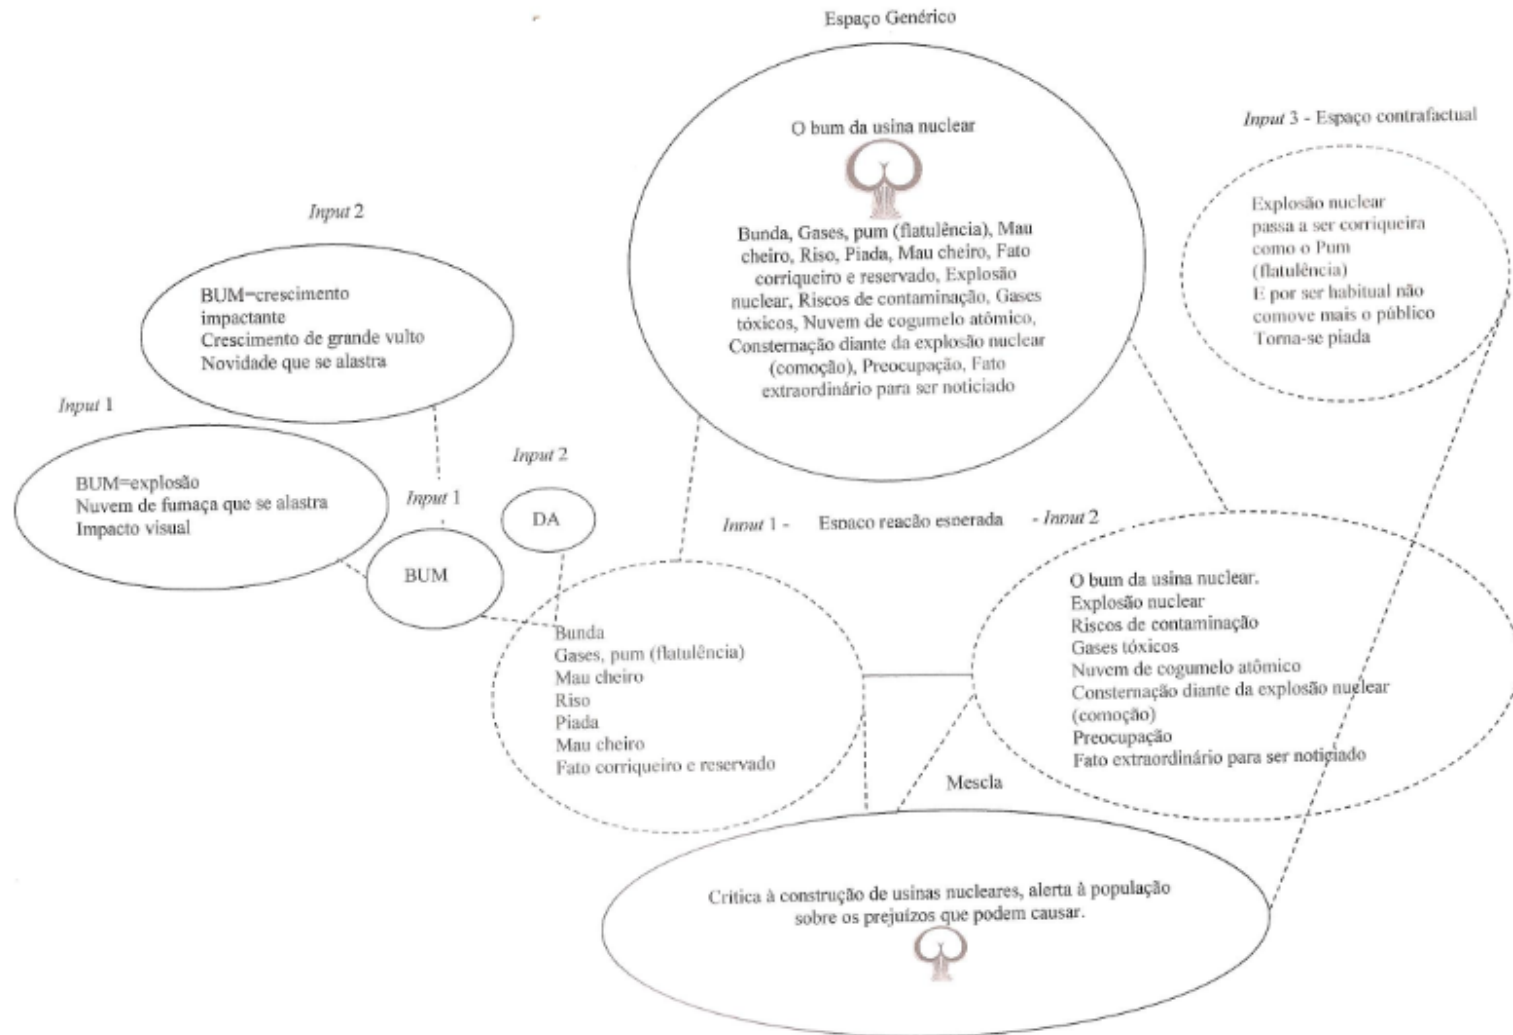 Espaço Genérico
O bum da usina nuclear
Bunda, Gases, pum (flatulência), Mau
cheiro, Riso, Piada, Mau cheiro, Fato
corriqueiro e reservado, Explosão
nuclear, Riscos de contaminação, Gases
tóxicos, Nuvem de cogumelo atômico,
Consternação diante da explosão nuclear
(comoção), Preocupação, Fato
extraordinário para ser noticiado
Input 3 - Espaço contrafactual
Explosão nuclear
passa a ser corriqueira
como o Pum
(flatulência)
E por ser habitual não
comove mais o público
Torna-se piada
Input 2
BUM=crescimento
impactante
Crescimento de grande vulto
Novidade que se alastra
Input 1
BUM=explosão
Nuvem de fumaça que se alastra
Impacto visual
Input 1
BUM
Input 2
DA
Input 1 - Espaço reação esperada - Input 2
Bunda
Gases, pum (flatulência)
Mau cheiro
Riso
Piada
Mau cheiro
Fato corriqueiro e reservado
O bum da usina nuclear.
Explosão nuclear
Riscos de contaminação
Gases tóxicos
Nuvem de cogumelo atômico
Consternação diante da explosão nuclear
(comoção)
Preocupação
Fato extraordinário para ser noticiado
Mescla
Critica à construção de usinas nucleares, alerta à população
sobre os prejuízos que podem causar.